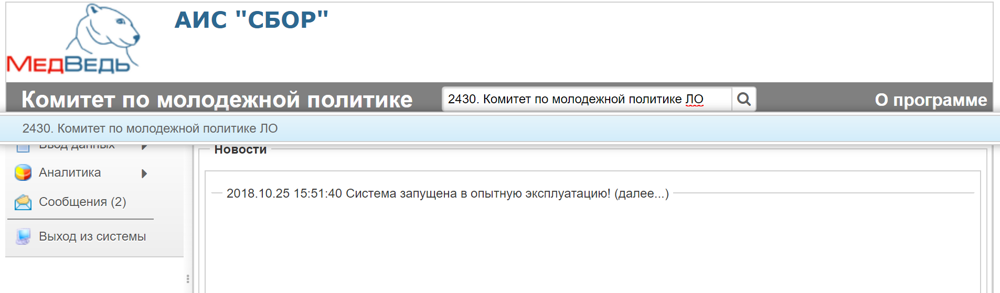 АИС "СБОР"
МЕДВЕДЬ
Комитет по молодежной политике
2430. Комитет по молодежной политике ЛО
О программе
2430. Комитет по молодежной политике ЛО
Ввод данных
Новости
Аналитика
2018.10.25 15:51:40 Система запущена в опытную эксплуатацию! (далее...)
Сообщения (2)
Выход из системы